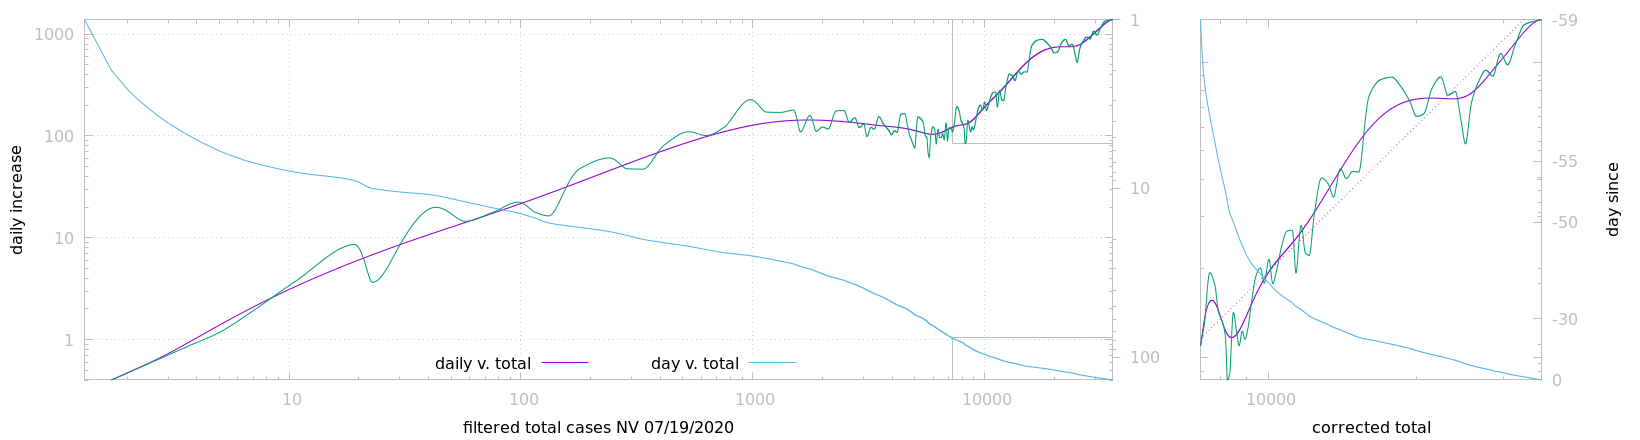 1000
100
10
1
daily increase
10
100
1000
10000
filtered total cases NV 07/19/2020
daily v. total
day v. total
1
10
100
10000
corrected total
-59
-55
-50
-30
0
day since